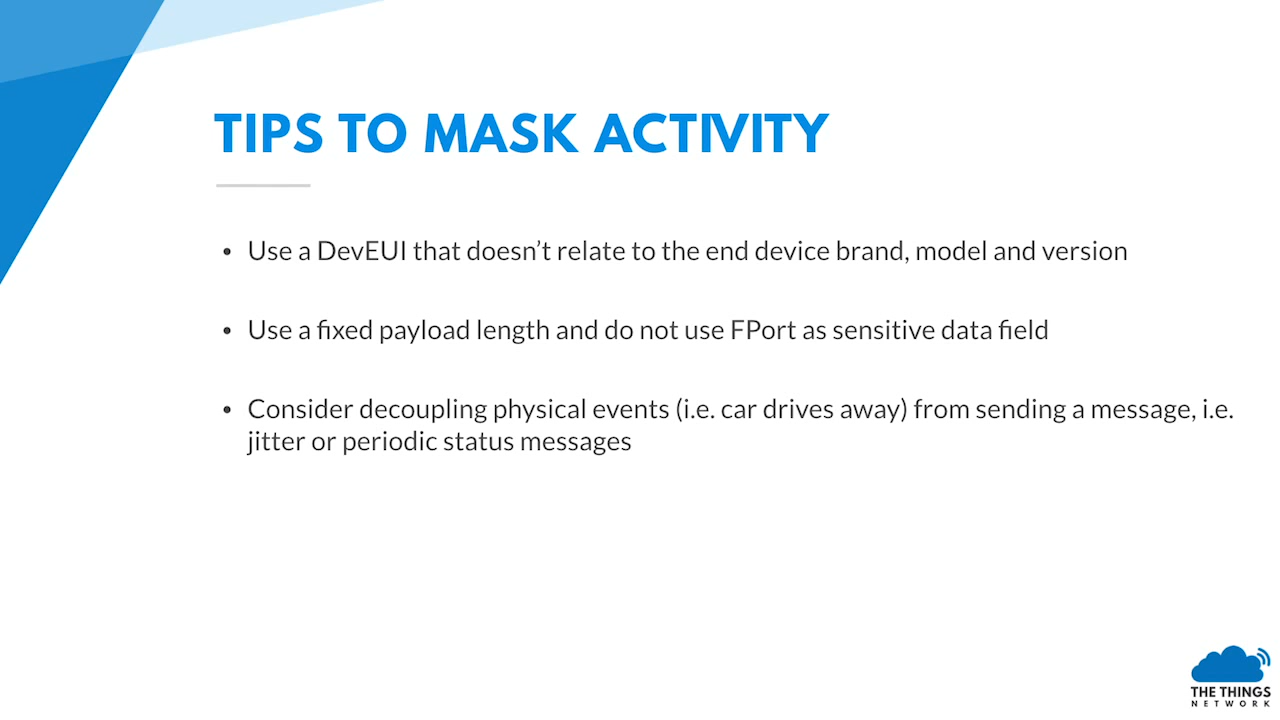 TIPS TO MASK ACTIVITY
• Use a DevEUI that doesn’t relate to the end device brand, model and version
• Use a fixed payload length and do not use FPort as sensitive data field
• Consider decoupling physical events (i.e. car drives away) from sending a message, i.e.
jitter or periodic status messages
THE THINGS
NETWORK